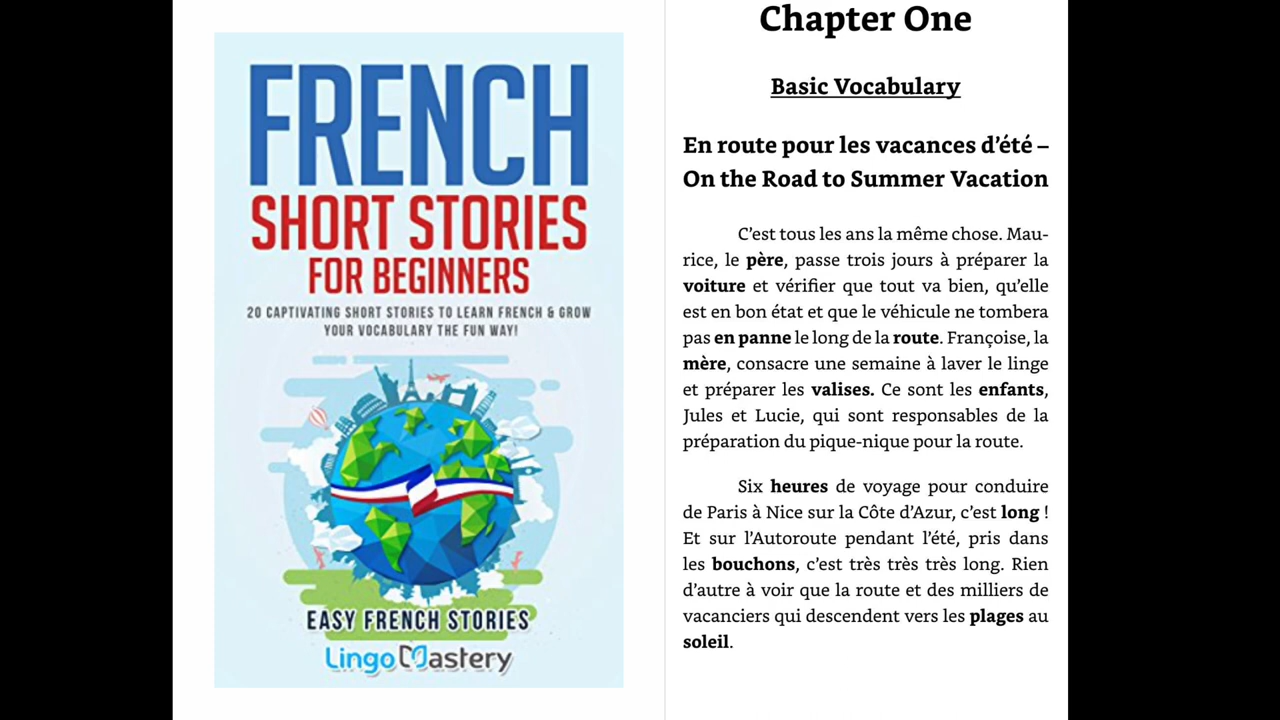 FRENCH
SHORT STORIES
FOR BEGINNERS
20 CAPTIVATING SHORT STORIES TO LEARN FRENCH & GROW
YOUR VOCABULARY THE FUN WAY!
EASY FRENCH STORIES
LingoMastery
Chapter One
Basic Vocabulary
En route pour les vacances d’été –
On the Road to Summer Vacation
C’est tous les ans la même chose. Mau-
rice, le père, passe trois jours à préparer la
voiture et vérifier que tout va bien, qu’elle
est en bon état et que le véhicule ne tombera
pas en panne le long de la route. Françoise, la
mère, consacre une semaine à laver le linge
et préparer les valises. Ce sont les enfants,
Jules et Lucie, qui sont responsables de la
préparation du pique-nique pour la route.
Six heures de voyage pour conduire
de Paris à Nice sur la Côte d’Azur, c’est long !
Et sur l’Autoroute pendant l’été, pris dans
les bouchons, c’est très très très long. Rien
d’autre à voir que la route et des milliers de
vacanciers qui descendent vers les plages au
soleil.